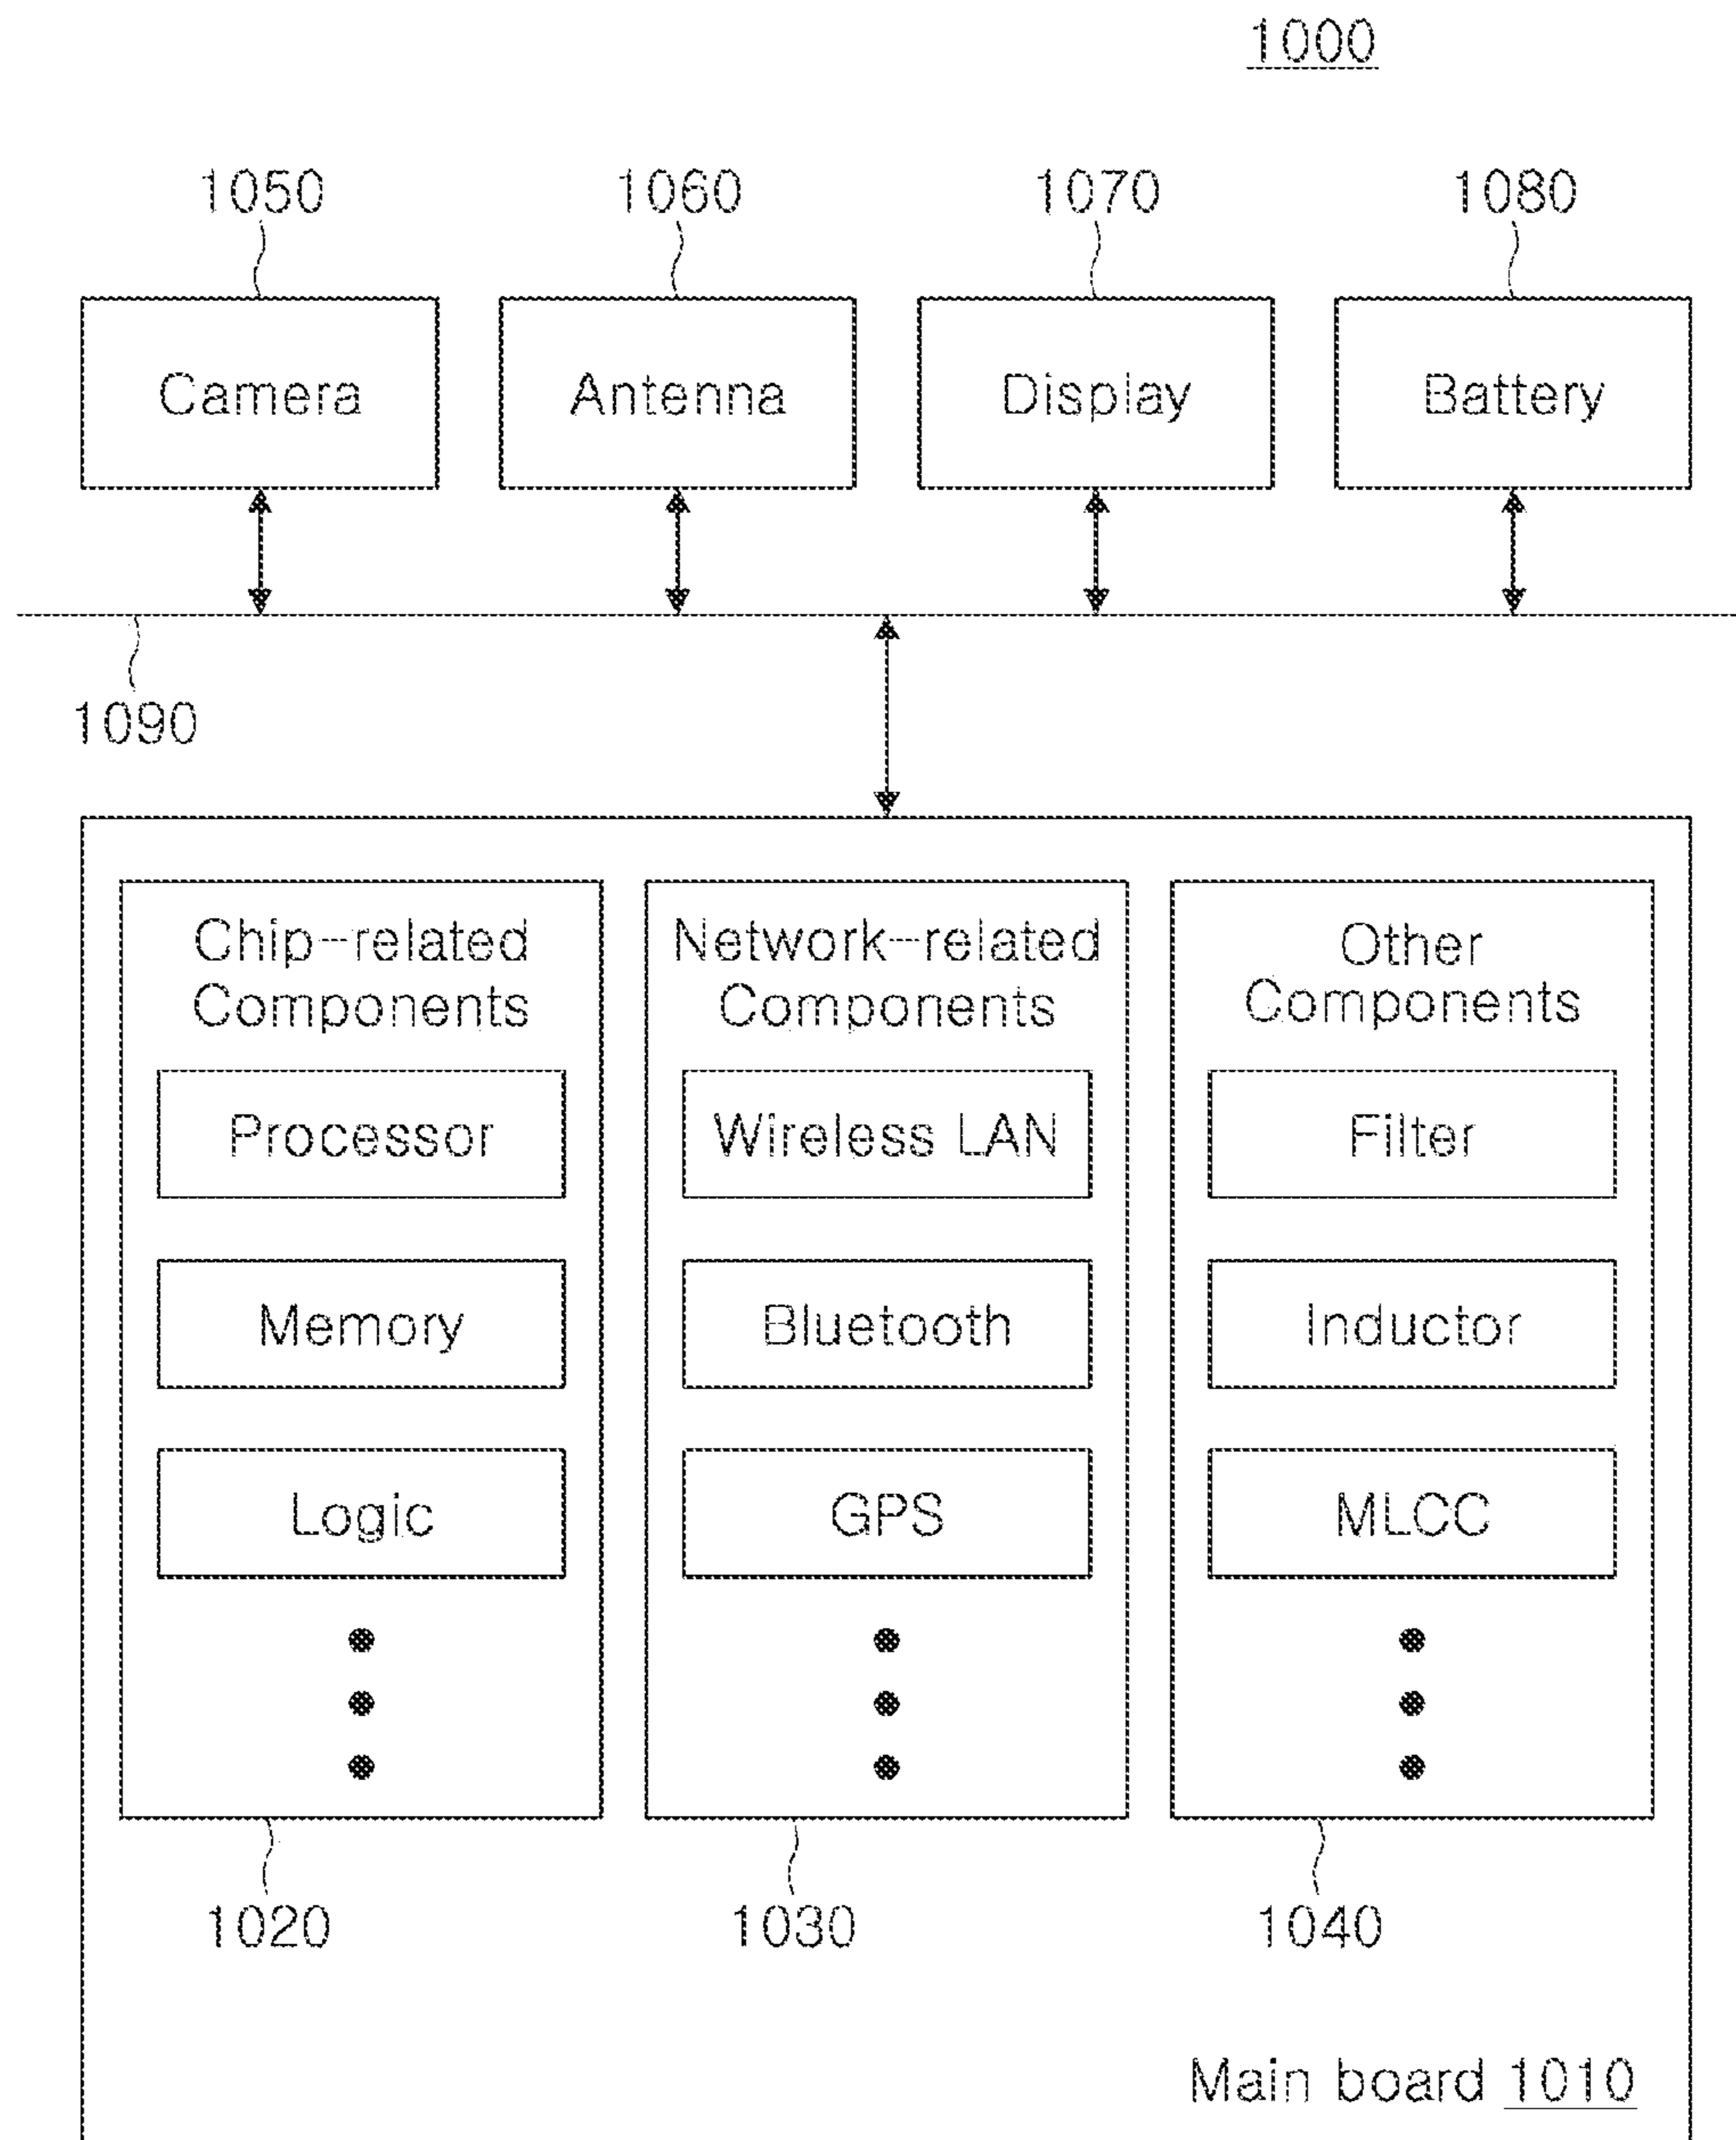 1000
1050 1060 1070 1080
Camera Antenna Display Battery
1090
Chip-related
Components
Processor
Memory
Logic
1020
Network-related
Components
Wireless LAN
Bluetooth
GPS
1030
Other
Components
Filter
Inductor
MLCC
1040
Main board 1010